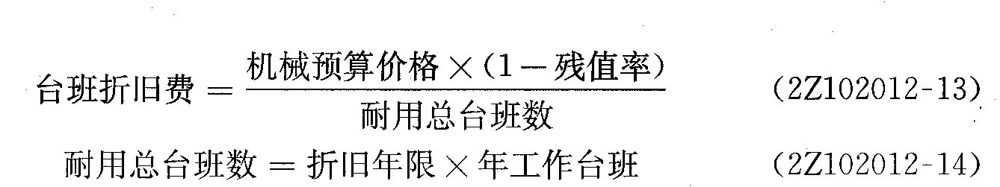 台班折旧费 = 机械预算价格 × (1 − 残值率) / 耐用总台班数 (2Z102012-13)
耐用总台班数 = 折旧年限 × 年工作台班 (2Z102012-14)